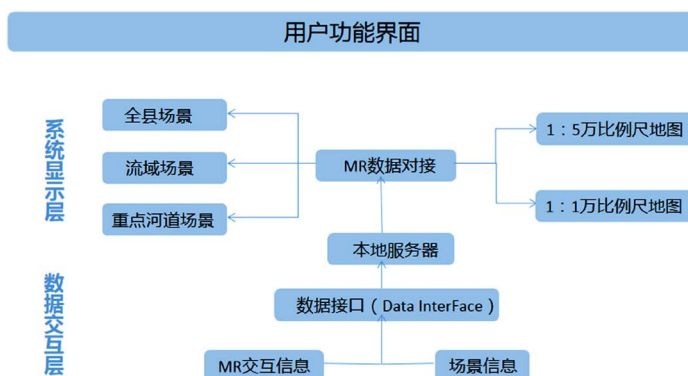 用户功能界面
系统显示层
全县场景
流域场景
重点河道场景
MR数据对接
1：5万比例尺地图
1：1万比例尺地图
数据交互层
本地服务器
数据接口（Data InterFace）
MR交互信息
场景信息